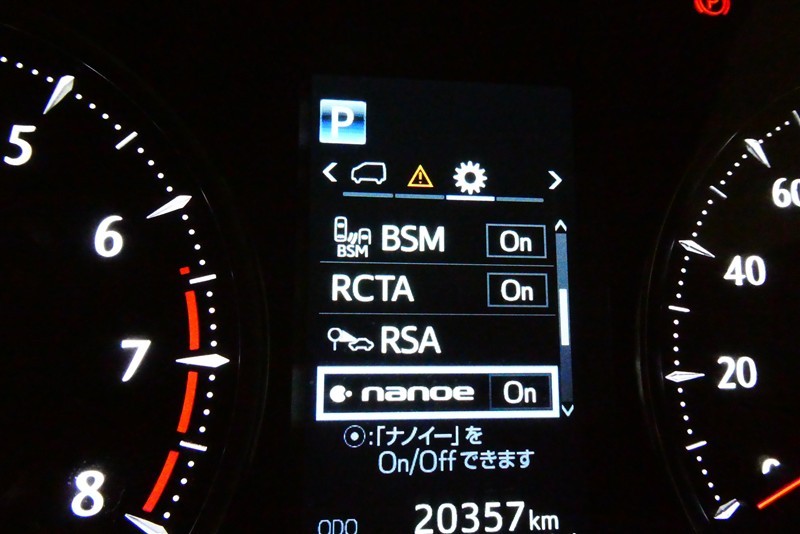 P
P
5
6
7
8
BSM
BSM On
RCTA On
RSA
nanoe On
:「ナノイー」を
On/Offできます
ODO 20357km
60
40
20